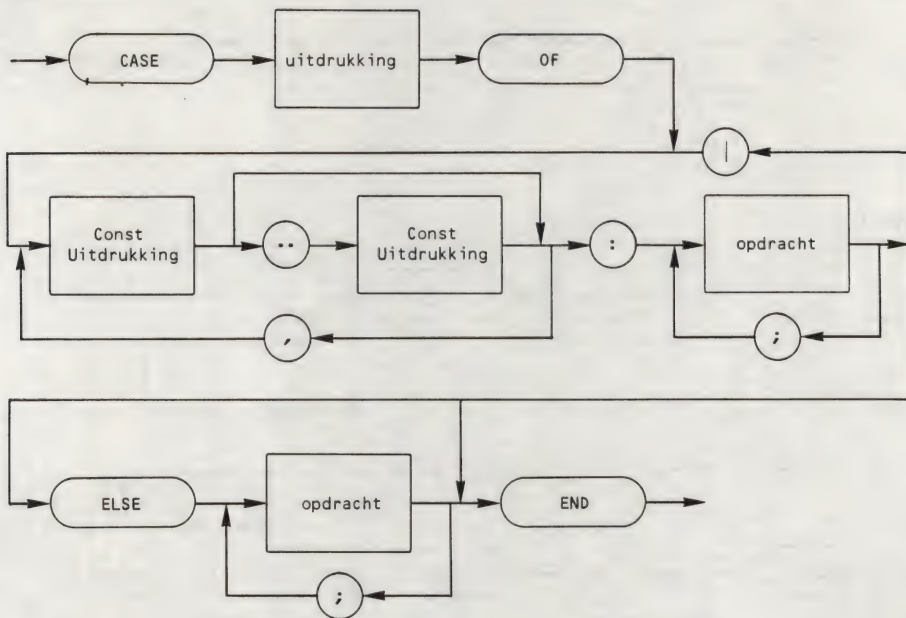 CASE uitdrukking OF
|
Const Uitdrukking .. Const Uitdrukking : opdracht
, ;
ELSE opdracht END
;